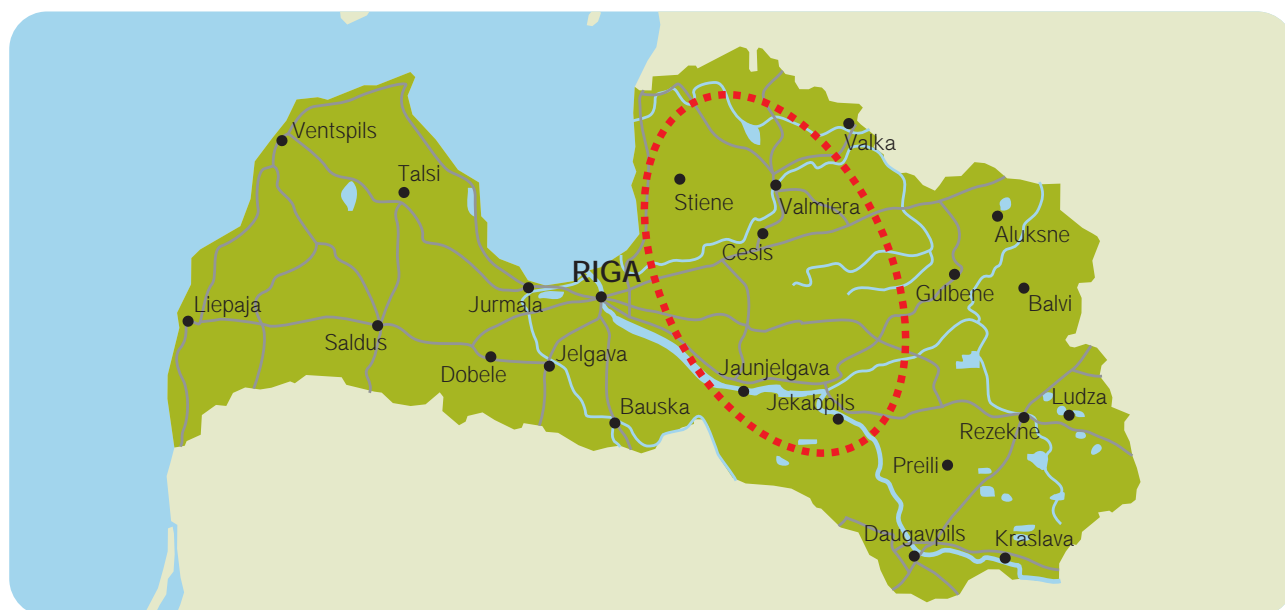 Ventspils
Talsi
Valka
Stiene
Valmiera
Aluksne
Cesis
RIGA
Gulbene
Jurmala
Balvi
Liepaja
Saldus
Dobele
Jelgava
Jaunjelgava
Bauska
Jekabpils
Ludza
Rezekne
Preili
Daugavpils
Kraslava